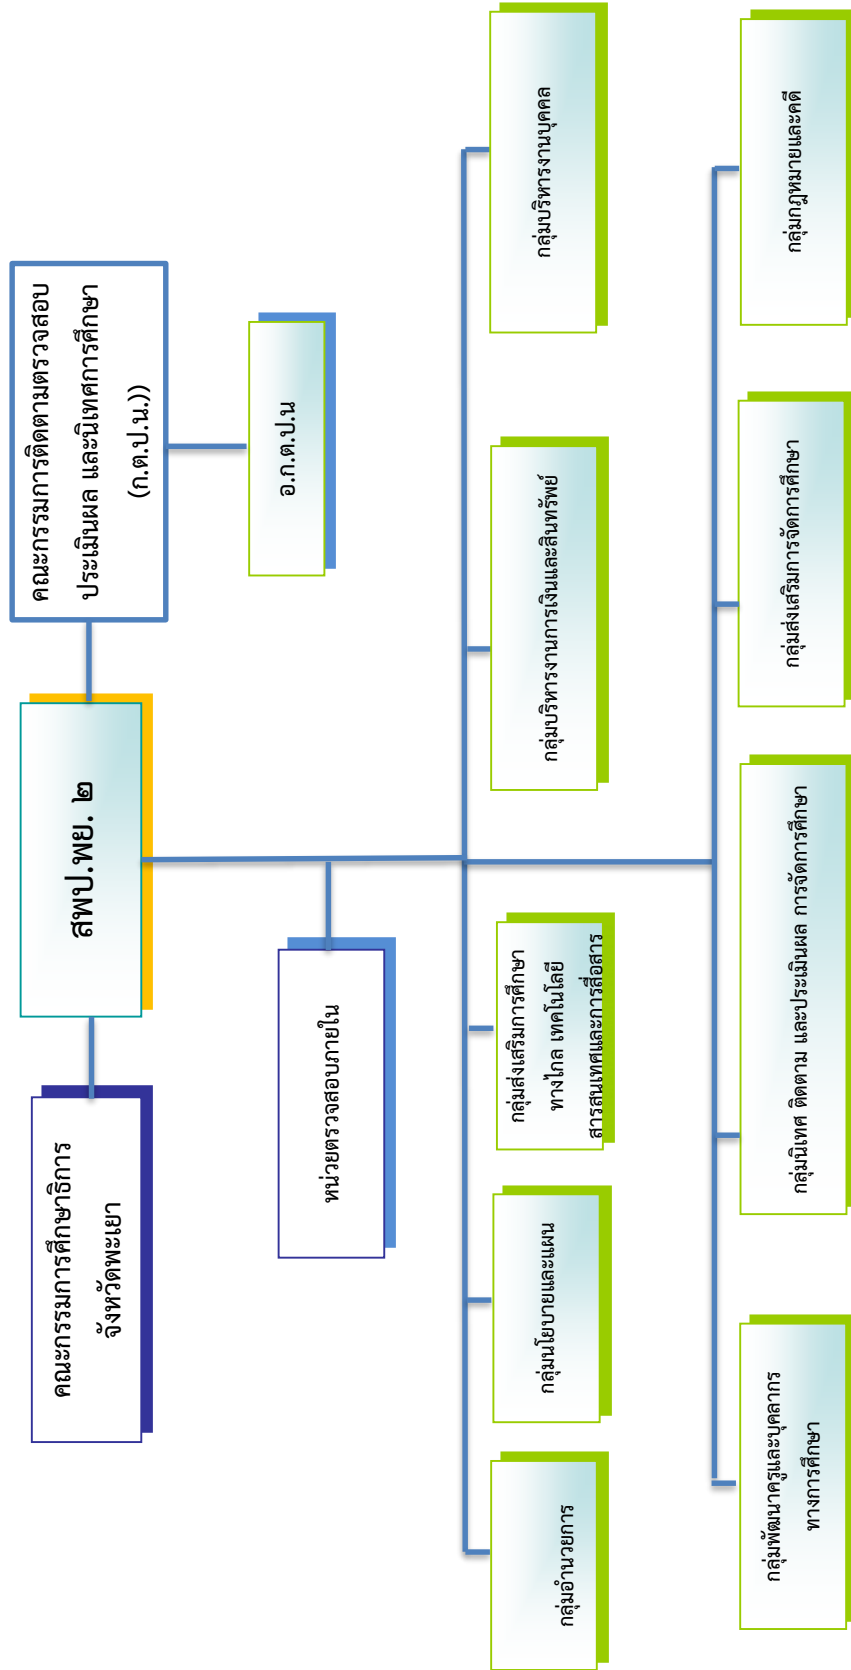 คณะกรรมการศึกษาธิการ
จังหวัดพะเยา
สพป.พย. ๒
คณะกรรมการติดตามตรวจสอบ
ประเมินผล และนิเทศการศึกษา
(ก.ต.ป.น.))
อ.ก.ต.ป.น
หน่วยตรวจสอบภายใน
กลุ่มอำนวยการ
กลุ่มนโยบายและแผน
กลุ่มส่งเสริมการศึกษา
ทางไกล เทคโนโลยี
สารสนเทศและการสื่อสาร
กลุ่มบริหารงานการเงินและสินทรัพย์
กลุ่มบริหารงานบุคคล
กลุ่มพัฒนาครูและบุคลากร
ทางการศึกษา
กลุ่มนิเทศ ติดตาม และประเมินผล การจัดการศึกษา
กลุ่มส่งเสริมการจัดการศึกษา
กลุ่มกฎหมายและคดี